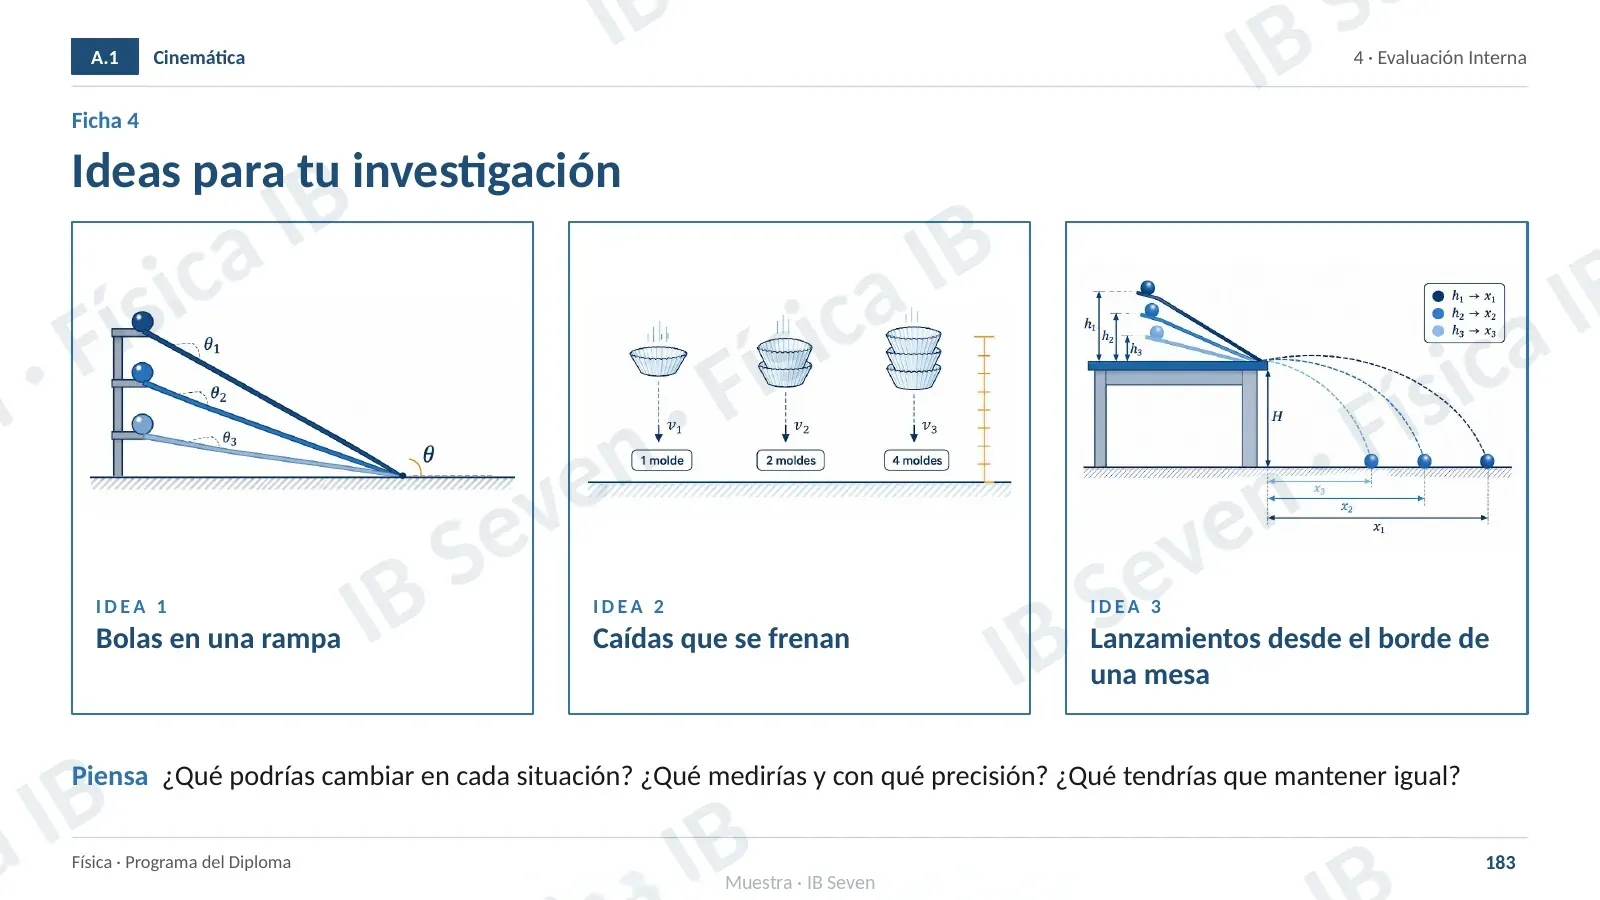 A.1 Cinemática
4 · Evaluación Interna
Ficha 4
Ideas para tu investigación
θ1
θ2
θ3
θ
IDEA 1
Bolas en una rampa
v1
v2
v3
1 molde
2 moldes
4 moldes
IDEA 2
Caídas que se frenan
h1 → x1
h2 → x2
h3 → x3
h1
h2
h3
H
x3
x2
x1
IDEA 3
Lanzamientos desde el borde de
una mesa
Piensa ¿Qué podrías cambiar en cada situación? ¿Qué medirías y con qué precisión? ¿Qué tendrías que mantener igual?
Física · Programa del Diploma
183
Muestra · IB Seven
IB Seven · Física IB